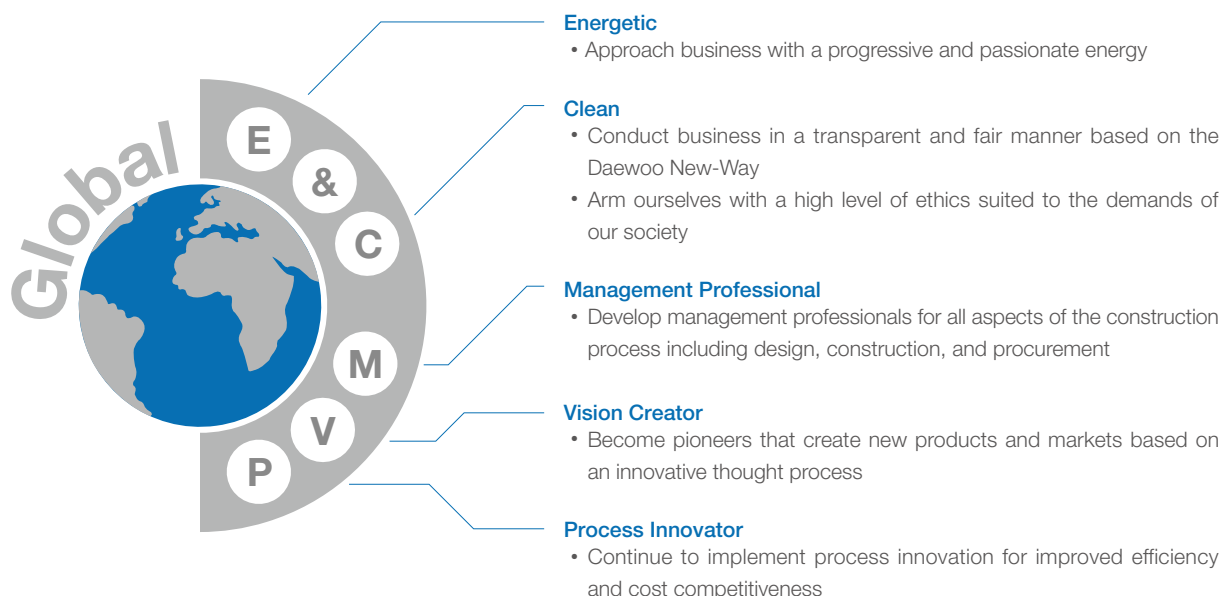 Global
E
&
C
M
V
P
Energetic
• Approach business with a progressive and passionate energy
Clean
• Conduct business in a transparent and fair manner based on the
Daewoo New-Way
• Arm ourselves with a high level of ethics suited to the demands of
our society
Management Professional
• Develop management professionals for all aspects of the construction
process including design, construction, and procurement
Vision Creator
• Become pioneers that create new products and markets based on
an innovative thought process
Process Innovator
• Continue to implement process innovation for improved efficiency
and cost competitiveness